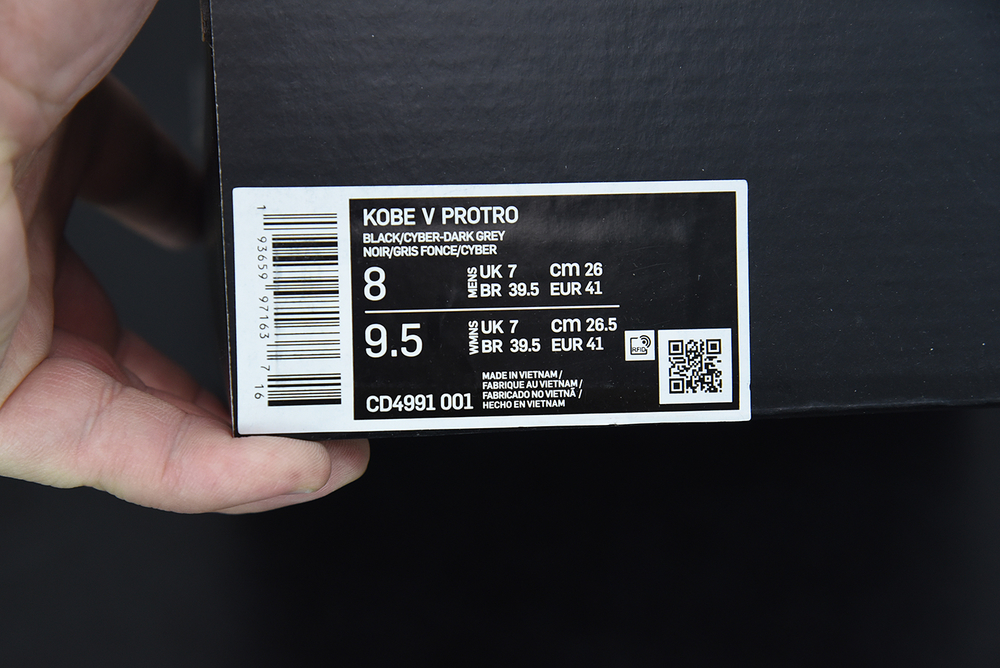 KOBE V PROTRO
BLACK/CYBER-DARK GREY
NOIR/GRIS FONCE/CYBER
8 MENS UK 7 cm 26
BR 39.5 EUR 41
9.5 WMNS UK 7 cm 26.5
BR 39.5 EUR 41
RFID
MADE IN VIETNAM /
FABRIQUE AU VIETNAM /
FABRICADO NO VIETNÃ /
HECHO EN VIETNAM
CD4991 001
1 93659 97163 7 16